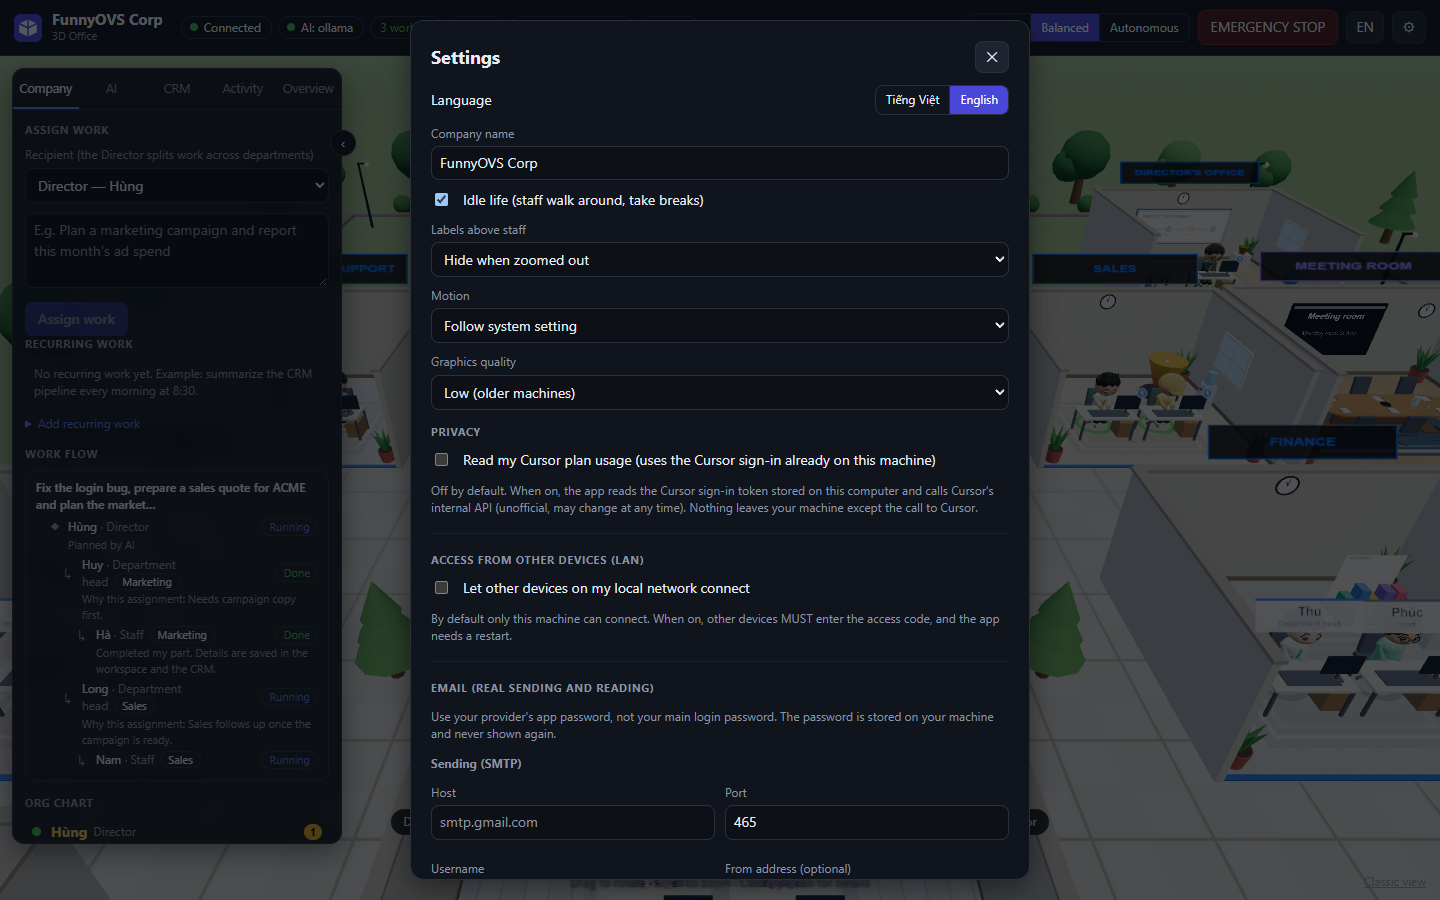 FunnyOVS Corp
3D Office
Connected
AI: ollama
3 wor
Balanced
Autonomous
EMERGENCY STOP
EN
Company
AI
CRM
Activity
Overview
ASSIGN WORK
Recipient (the Director splits work across departments)
Director — Hùng
E.g. Plan a marketing campaign and report
this month's ad spend
Assign work
RECURRING WORK
No recurring work yet. Example: summarize the CRM
pipeline every morning at 8:30.
Add recurring work
WORK FLOW
Fix the login bug, prepare a sales quote for ACME
and plan the market...
Hùng · Director
Running
Planned by AI
Huy · Department
head Marketing
Done
Why this assignment: Needs campaign copy
first.
Hà · Staff Marketing
Done
Completed my part. Details are saved in the
workspace and the CRM.
Long · Department
head Sales
Running
Why this assignment: Sales follows up once the
campaign is ready.
Nam · Staff Sales
Running
ORG CHART
Hùng Director
1
Settings
Language
Tiếng Việt
English
Company name
FunnyOVS Corp
Idle life (staff walk around, take breaks)
Labels above staff
Hide when zoomed out
Motion
Follow system setting
Graphics quality
Low (older machines)
PRIVACY
Read my Cursor plan usage (uses the Cursor sign-in already on this machine)
Off by default. When on, the app reads the Cursor sign-in token stored on this computer and calls Cursor's
internal API (unofficial, may change at any time). Nothing leaves your machine except the call to Cursor.
ACCESS FROM OTHER DEVICES (LAN)
Let other devices on my local network connect
By default only this machine can connect. When on, other devices MUST enter the access code, and the app
needs a restart.
EMAIL (REAL SENDING AND READING)
Use your provider's app password, not your main login password. The password is stored on your machine
and never shown again.
Sending (SMTP)
Host
Port
smtp.gmail.com
465
Username
From address (optional)
DIRECTOR'S OFFICE
UPPORT
SALES
MEETING ROOM
Meeting room
FINANCE
Thu
Department head
Phúc
Staff
Classic view